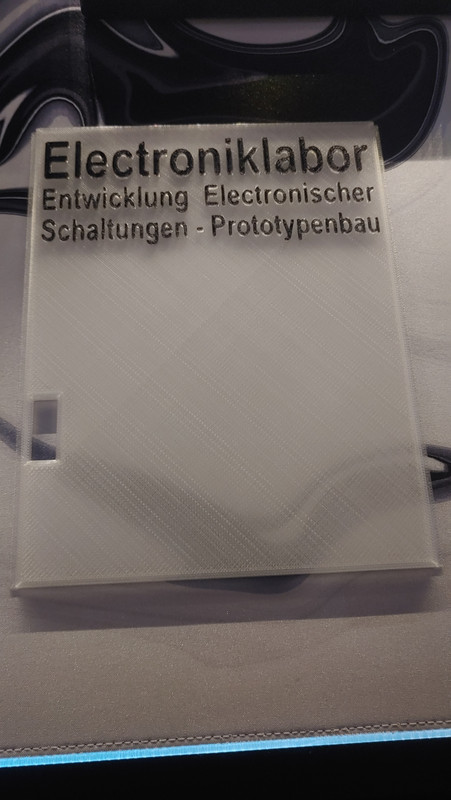 Electroniklabor
Entwicklung Electronischer
Schaltungen - Prototypenbau